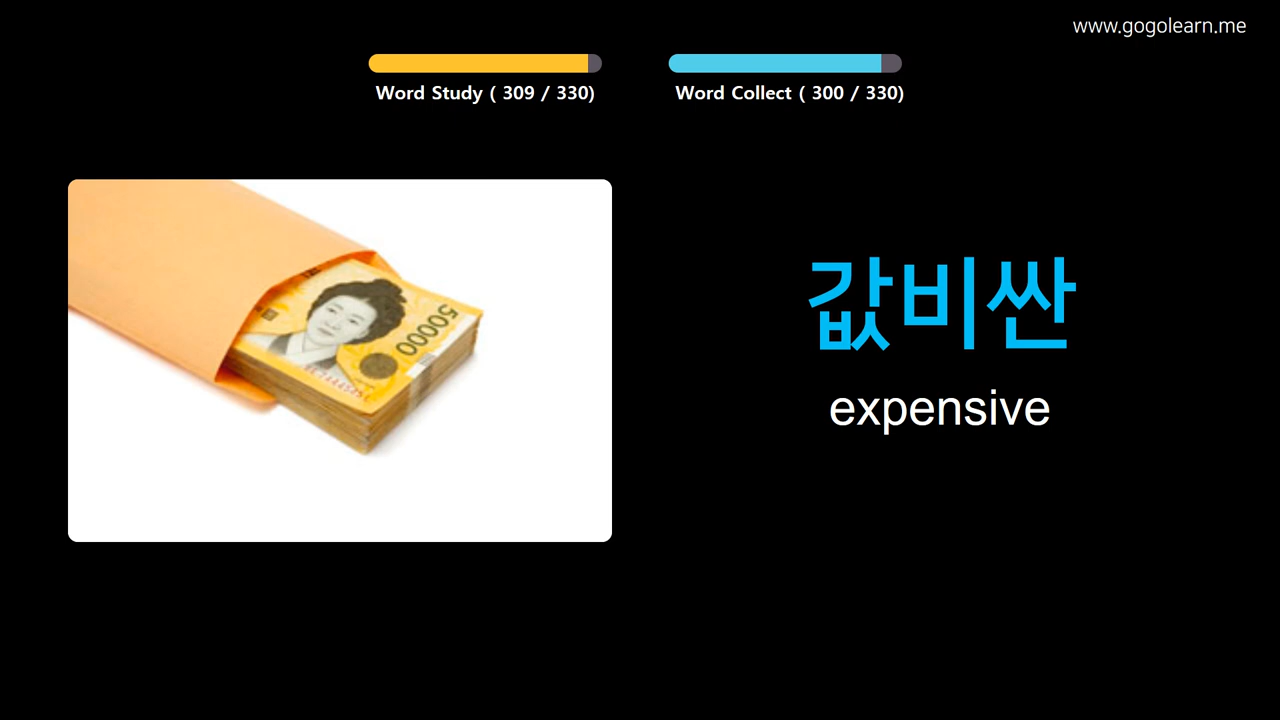 www.gogolearn.me
Word Study ( 309 / 330)
Word Collect ( 300 / 330)
50000
값비싼
expensive